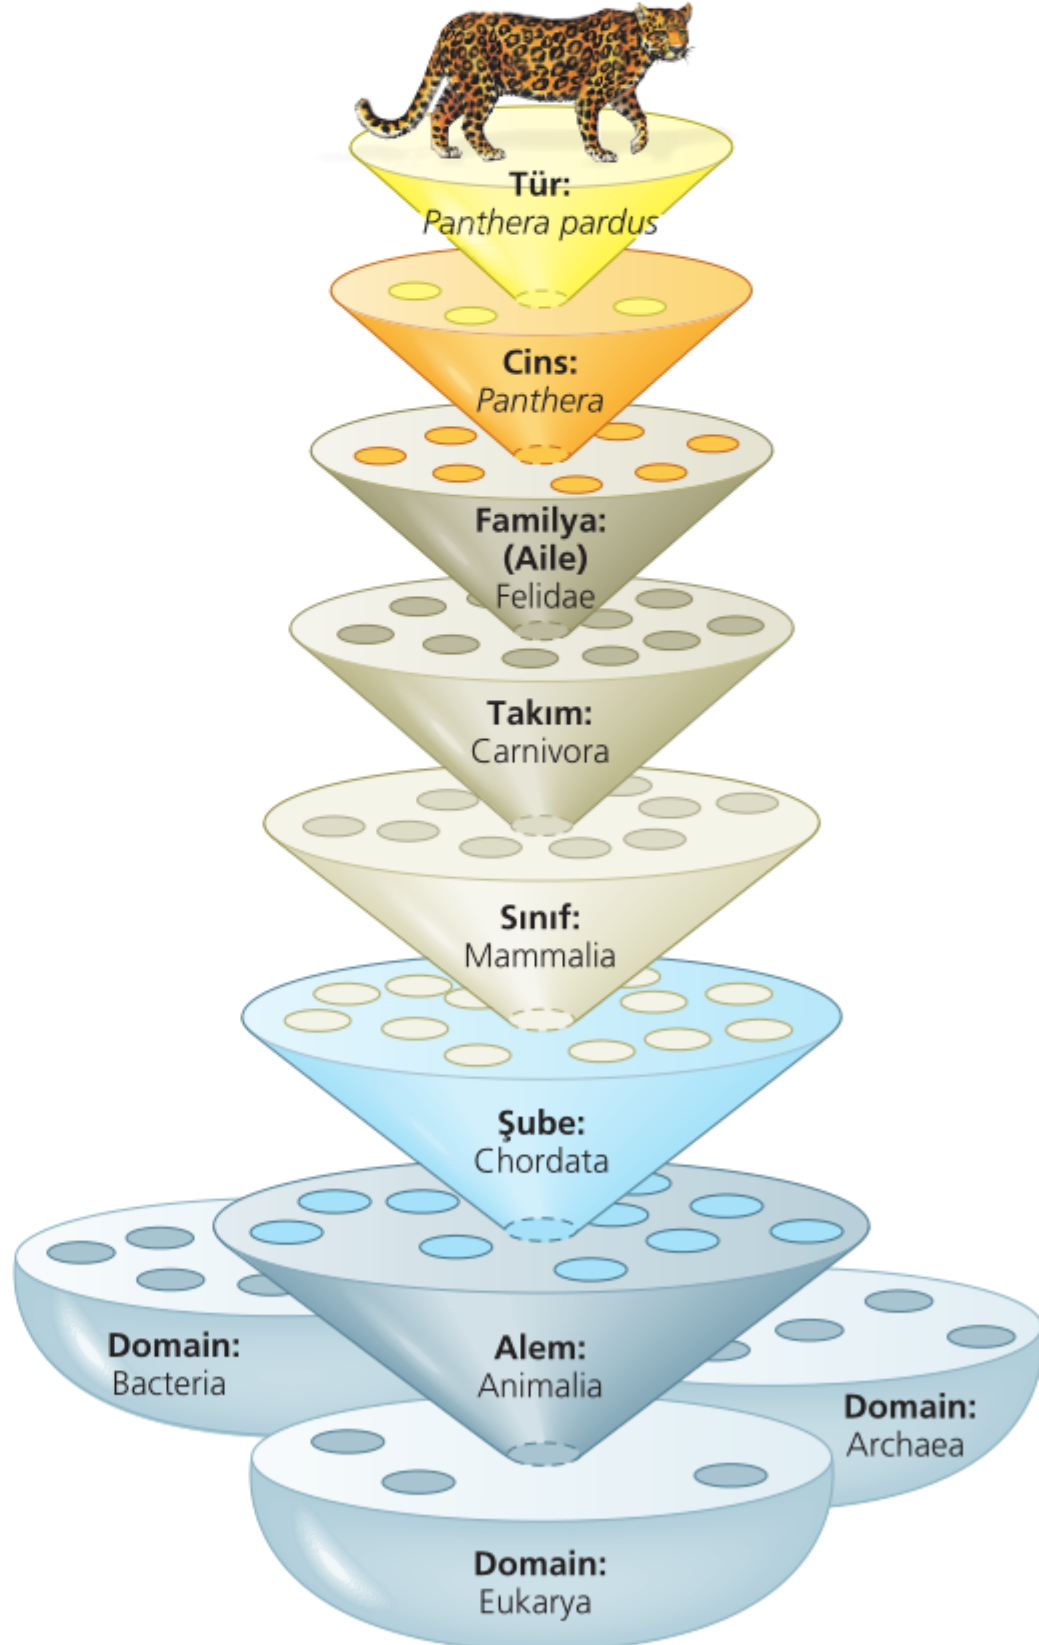 Tür:
Panthera pardus
Cins:
Panthera
Familya:
(Aile)
Felidae
Takım:
Carnivora
Sınıf:
Mammalia
Şube:
Chordata
Domain:
Bacteria
Alem:
Animalia
Domain:
Archaea
Domain:
Eukarya